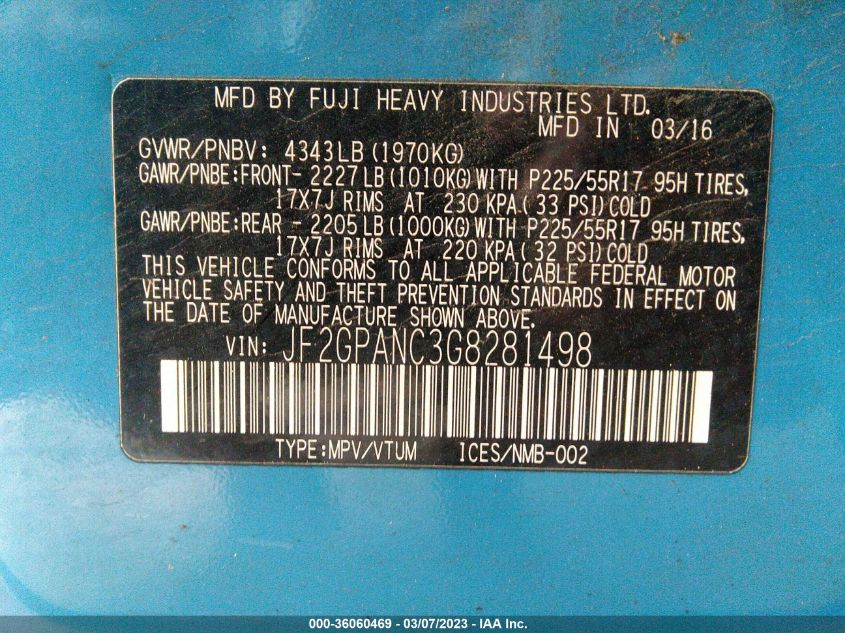 MFD BY FUJI HEAVY INDUSTRIES LTD.
MFD IN 03/16
GVWR/PNBV: 4343LB (1970KG)
GAWR/PNBE:FRONT- 2227LB (1010KG) WITH P225/55R17 95H TIRES,
17X7J RIMS AT 230 KPA( 33 PSI) COLD
GAWR/PNBE:REAR - 2205LB (1000KG) WITH P225/55R17 95H TIRES,
17X7J RIMS AT 220 KPA( 32 PSI) COLD
THIS VEHICLE CONFORMS TO ALL APPLICABLE FEDERAL MOTOR
VEHICLE SAFETY AND THEFT PREVENTION STANDARDS IN EFFECT ON
THE DATE OF MANUFACTURE SHOWN ABOVE.
VIN: JF2GPANC3G8281498
TYPE:MPV/VTUM ICES/NMB-002
000-36060469 - 03/07/2023 - IAA Inc.